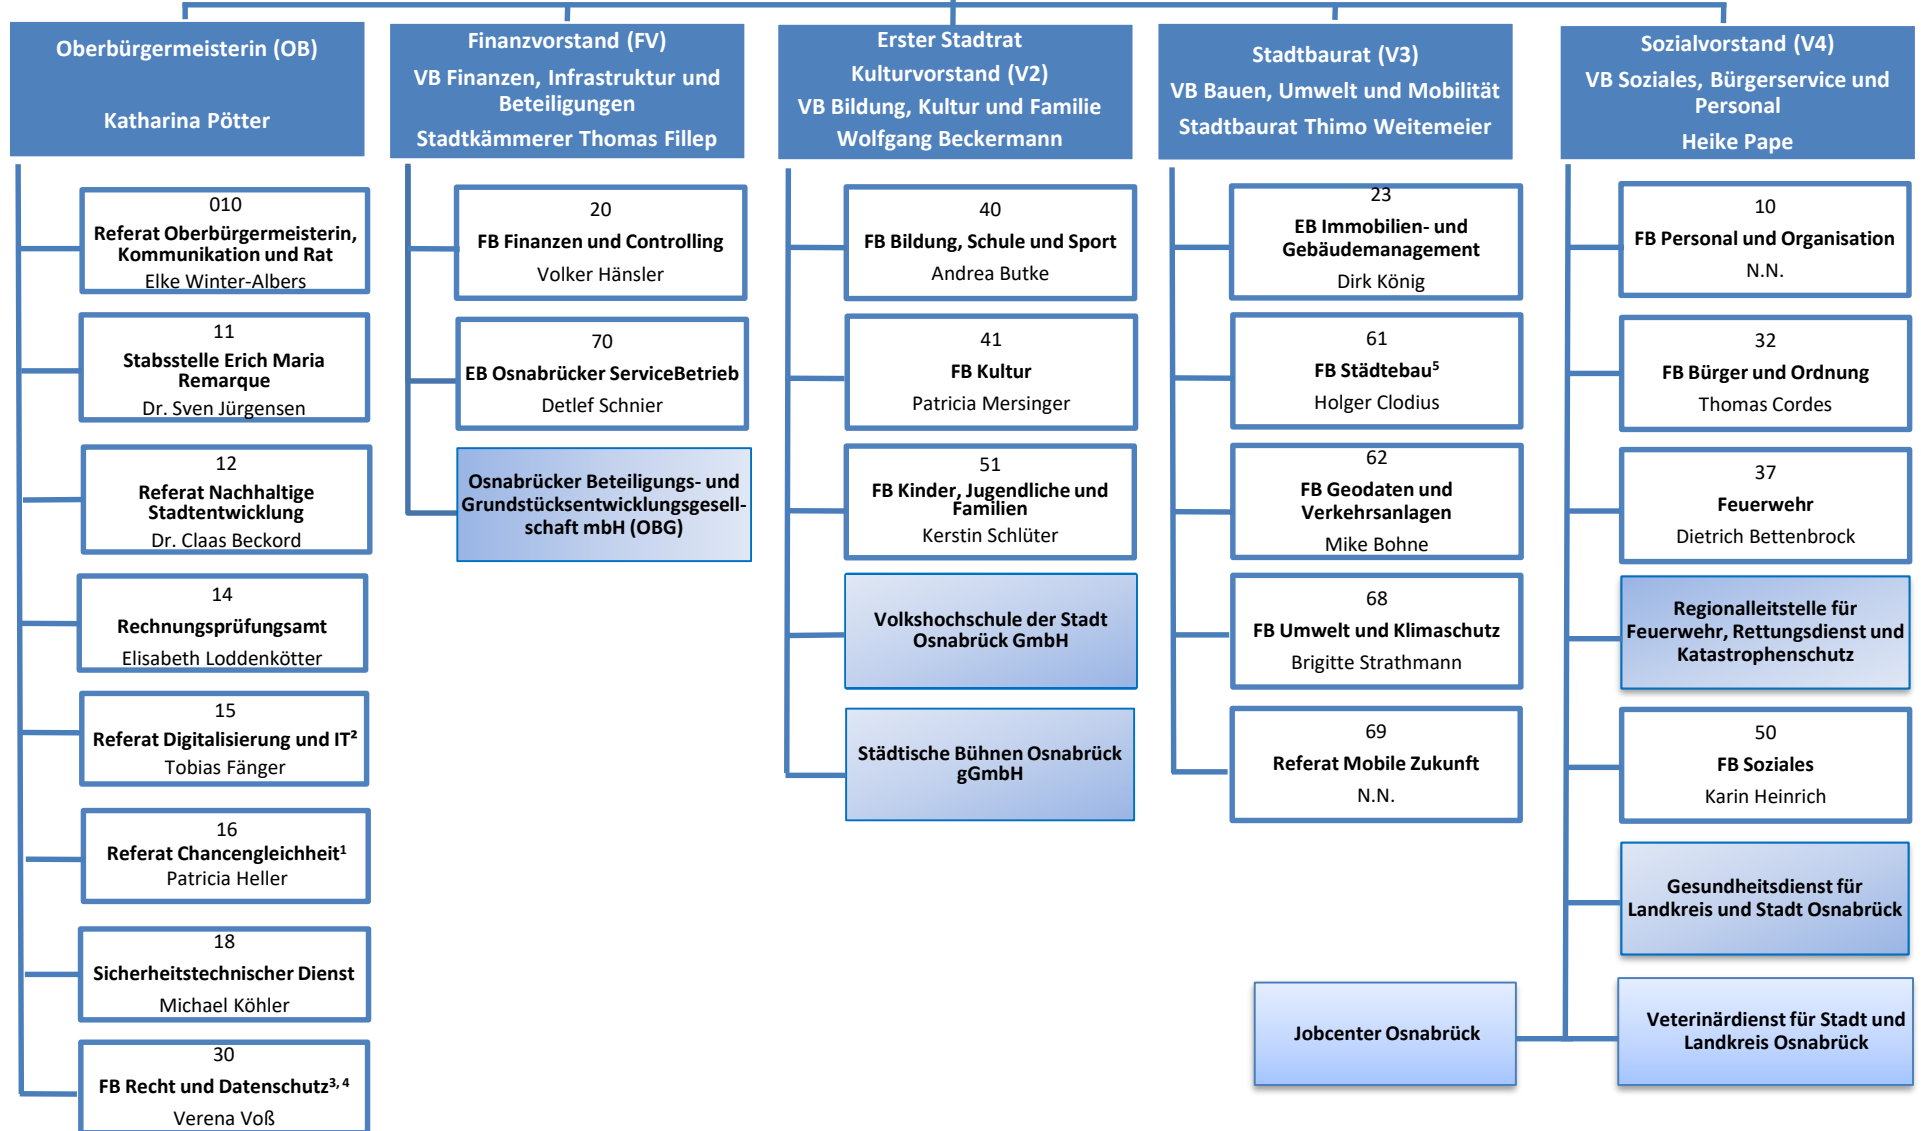 Oberbürgermeisterin (OB)
Katharina Pötter
010
Referat Oberbürgermeisterin,
Kommunikation und Rat
Elke Winter-Albers
11
Stabsstelle Erich Maria
Remarque
Dr. Sven Jürgensen
12
Referat Nachhaltige
Stadtentwicklung
Dr. Claas Beckord
14
Rechnungsprüfungsamt
Elisabeth Loddenkötter
15
Referat Digitalisierung und IT²
Tobias Fänger
16
Referat Chancengleichheit¹
Patricia Heller
18
Sicherheitstechnischer Dienst
Michael Köhler
30
FB Recht und Datenschutz³,⁴
Verena Voß
Finanzvorstand (FV)
VB Finanzen, Infrastruktur und
Beteiligungen
Stadtkämmerer Thomas Fillep
20
FB Finanzen und Controlling
Volker Hänsler
70
EB Osnabrücker ServiceBetrieb
Detlef Schnier
Osnabrücker Beteiligungs- und
Grundstücksentwicklungsgesell-
schaft mbH (OBG)
Erster Stadtrat
Kulturvorstand (V2)
VB Bildung, Kultur und Familie
Wolfgang Beckermann
40
FB Bildung, Schule und Sport
Andrea Butke
41
FB Kultur
Patricia Mersinger
51
FB Kinder, Jugendliche und
Familien
Kerstin Schlüter
Volkshochschule der Stadt
Osnabrück GmbH
Städtische Bühnen Osnabrück
gGmbH
Stadtbaurat (V3)
VB Bauen, Umwelt und Mobilität
Stadtbaurat Thimo Weitemeier
23
EB Immobilien- und
Gebäudemanagement
Dirk König
61
FB Städtebau⁵
Holger Clodius
62
FB Geodaten und
Verkehrsanlagen
Mike Bohne
68
FB Umwelt und Klimaschutz
Brigitte Strathmann
69
Referat Mobile Zukunft
N.N.
Sozialvorstand (V4)
VB Soziales, Bürgerservice und
Personal
Heike Pape
10
FB Personal und Organisation
N.N.
32
FB Bürger und Ordnung
Thomas Cordes
37
Feuerwehr
Dietrich Bettenbrock
Regionalleitstelle für
Feuerwehr, Rettungsdienst und
Katastrophenschutz
50
FB Soziales
Karin Heinrich
Gesundheitsdienst für
Landkreis und Stadt Osnabrück
Jobcenter Osnabrück
Veterinärdienst für Stadt und
Landkreis Osnabrück